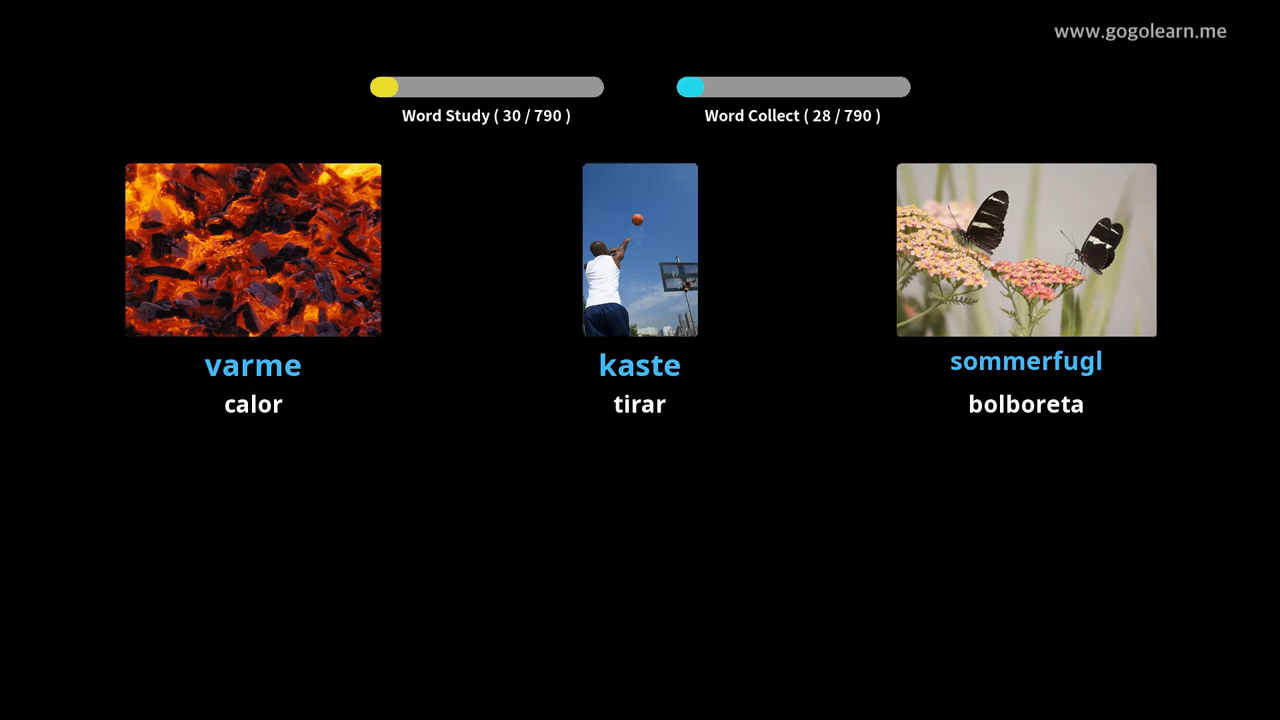 www.gogolearn.me
Word Study ( 30 / 790 )
Word Collect ( 28 / 790 )
varme
kaste
sommerfugl
calor
tirar
bolboreta